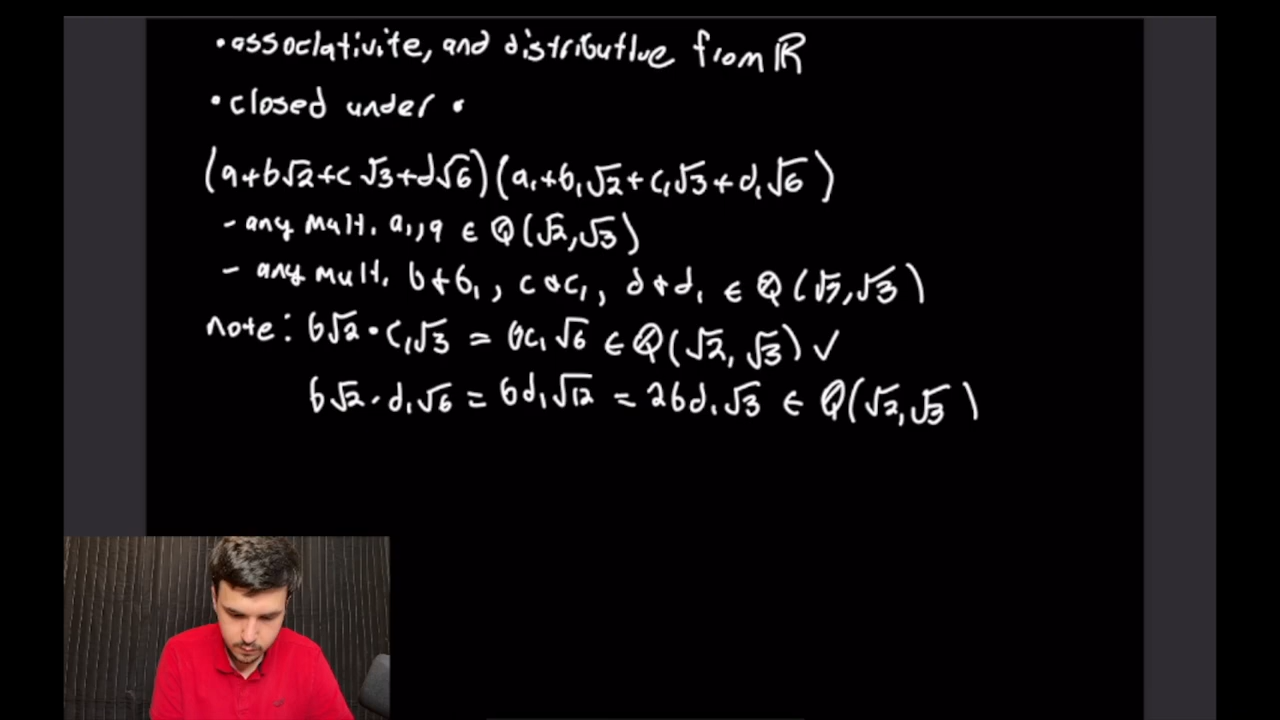 • associativite, and distributive from ℝ
• closed under •
(a+b√2+c√3+d√6)(a₁+b₁√2+c₁√3+d₁√6)
- any mult. a₁,a ∈ ℚ(√2,√3)
- any mult. b+b₁, c+c₁, d+d₁ ∈ ℚ(√2,√3)
note: b√2•c₁√3 = bc₁√6 ∈ ℚ(√2,√3) ✓
b√2•d₁√6 = bd₁√12 = 2bd₁√3 ∈ ℚ(√2,√3)